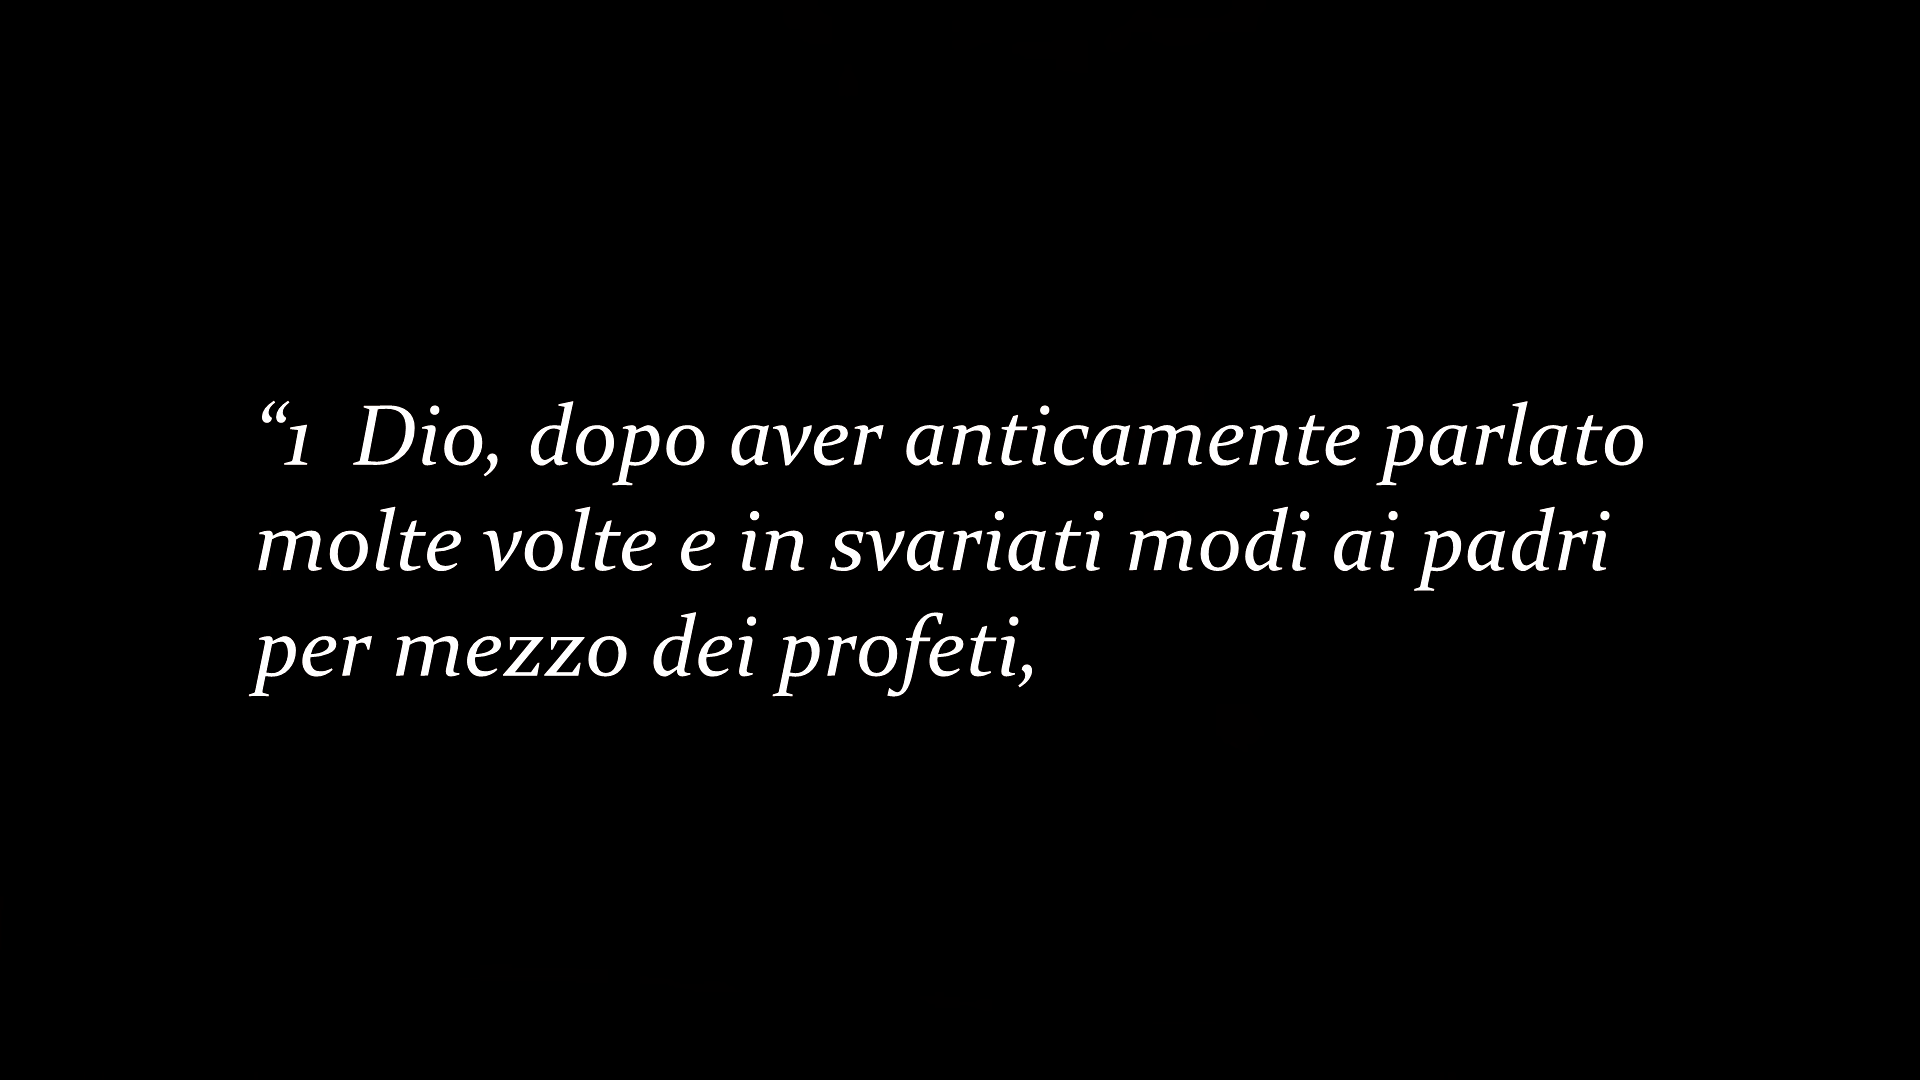 “1  Dio, dopo aver anticamente parlato
molte volte e in svariati modi ai padri
per mezzo dei profeti,